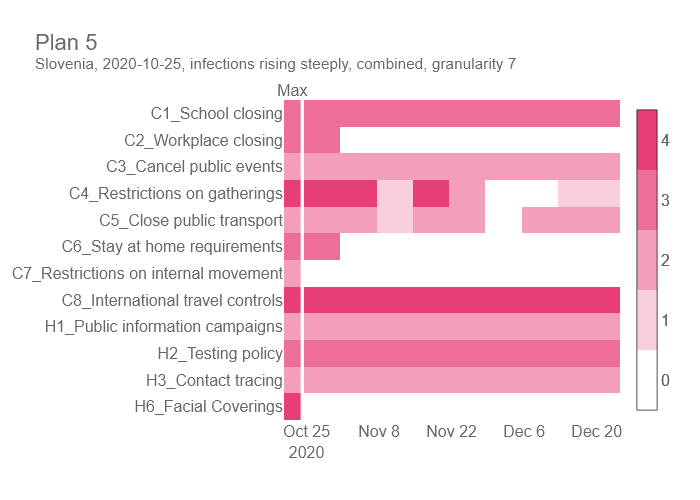 Plan 5
Slovenia, 2020-10-25, infections rising steeply, combined, granularity 7
Max
C1_School closing
C2_Workplace closing
C3_Cancel public events
C4_Restrictions on gatherings
C5_Close public transport
C6_Stay at home requirements
C7_Restrictions on internal movement
C8_International travel controls
H1_Public information campaigns
H2_Testing policy
H3_Contact tracing
H6_Facial Coverings
Oct 25 Nov 8 Nov 22 Dec 6 Dec 20
2020
4
3
2
1
0